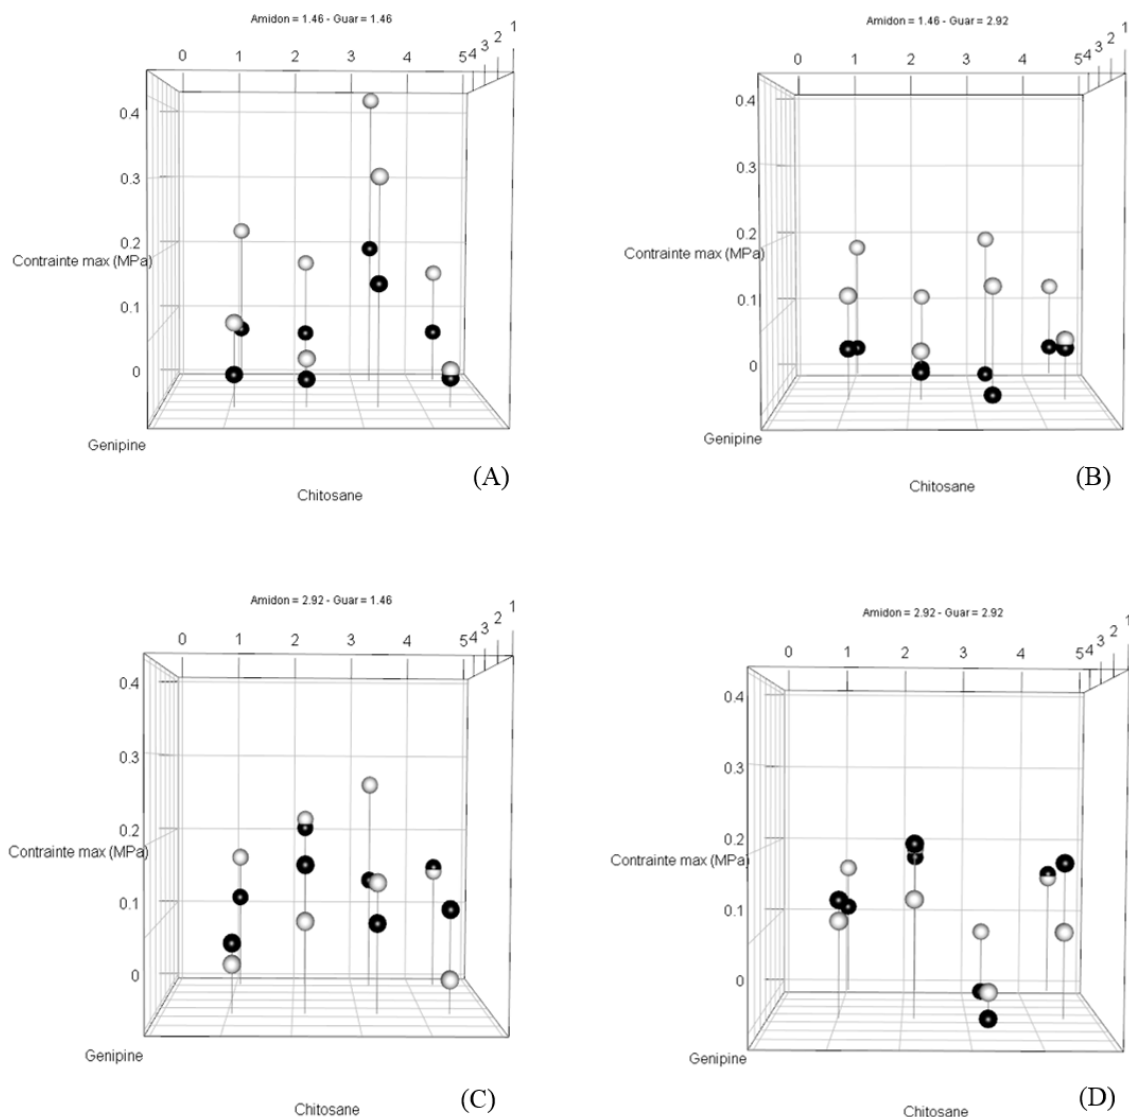 Amidon = 1.46 - Guar = 1.46
0 1 2 3 4 5 4 3 2 1
0.4
0.3
0.2
Contrainte max (MPa)
0.1
0
Genipine
Chitosane
(A)
Amidon = 1.46 - Guar = 2.92
0 1 2 3 4 5 4 3 2 1
0.4
0.3
0.2
Contrainte max (MPa)
0.1
0
Genipine
Chitosane
(B)
Amidon = 2.92 - Guar = 1.46
0 1 2 3 4 5 4 3 2 1
0.4
0.3
0.2
Contrainte max (MPa)
0.1
0
Genipine
Chitosane
(C)
Amidon = 2.92 - Guar = 2.92
0 1 2 3 4 5 4 3 2 1
0.4
0.3
0.2
Contrainte max (MPa)
0.1
0
Genipine
Chitosane
(D)